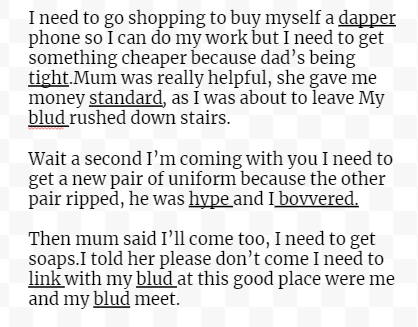 I need to go shopping to buy myself a dapper
phone so I can do my work but I need to get
something cheaper because dad’s being
tight.Mum was really helpful, she gave me
money standard, as I was about to leave My
blud rushed down stairs.

Wait a second I’m coming with you I need to
get a new pair of uniform because the other
pair ripped, he was hype and I bovvered.

Then mum said I’ll come too, I need to get
soaps.I told her please don’t come I need to
link with my blud at this good place were me
and my blud meet.